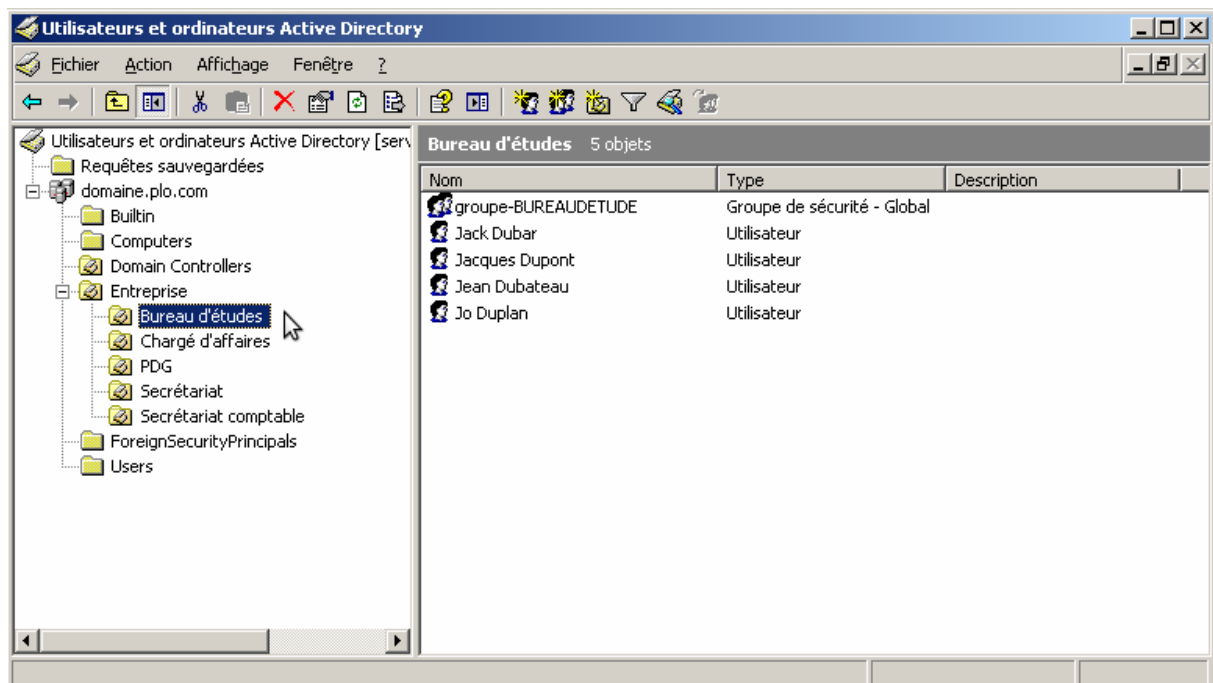 Utilisateurs et ordinateurs Active Directory
Fichier Action Affichage Fenêtre ?
Utilisateurs et ordinateurs Active Directory [serv
Requêtes sauvegardées
domaine.plo.com
Builtin
Computers
Domain Controllers
Entreprise
Bureau d'études
Chargé d'affaires
PDG
Secrétariat
Secrétariat comptable
ForeignSecurityPrincipals
Users
Bureau d'études 5 objets
Nom Type Description
groupe-BUREAUDETUDE Groupe de sécurité - Global
Jack Dubar Utilisateur
Jacques Dupont Utilisateur
Jean Dubateau Utilisateur
Jo Duplan Utilisateur